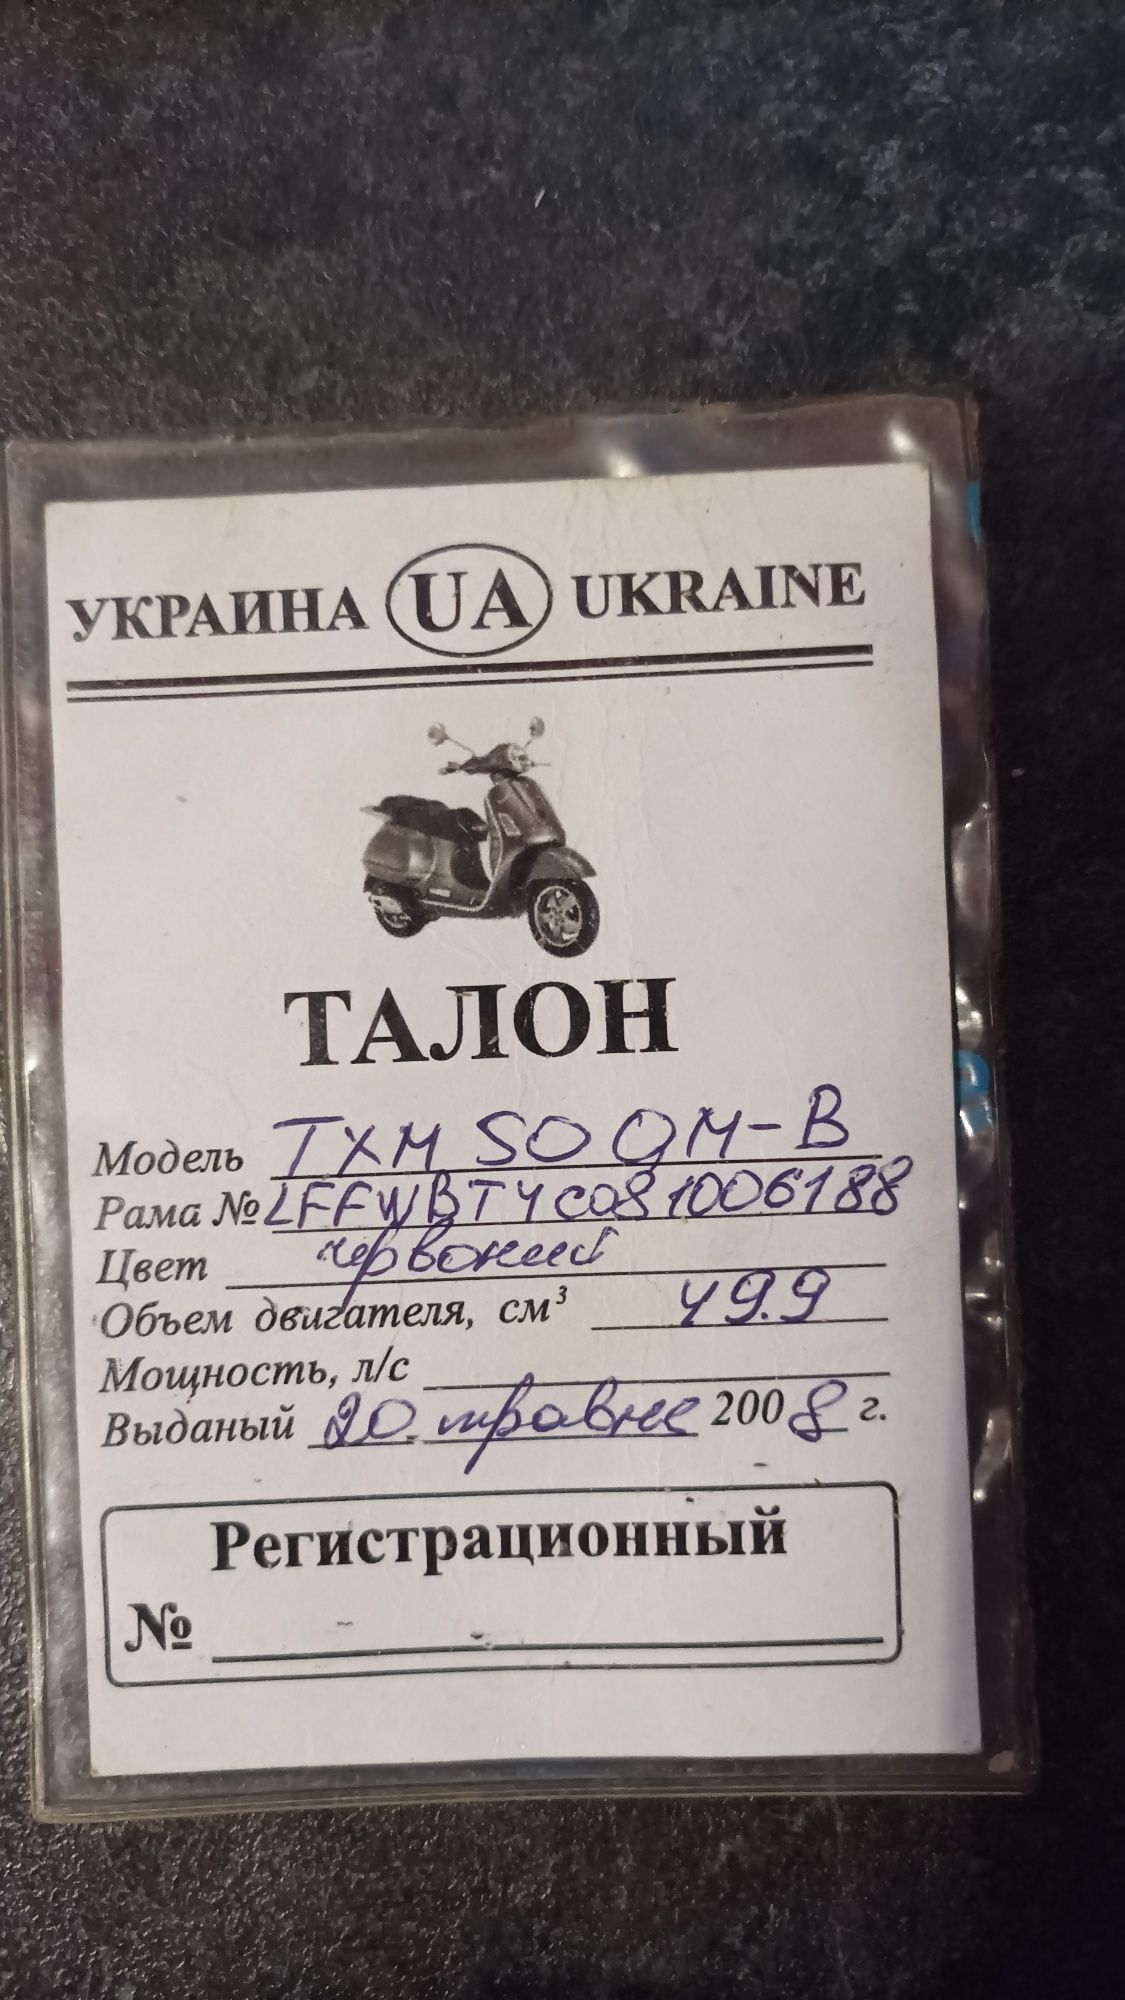 УКРАИНА UA UKRAINE
ТАЛОН
Модель TXM 50 QM-B
Рама № LFFWBT4C081006188
Цвет червоний
Объем двигателя, см³ 49.9
Мощность, л/с
Выданый 20 травня 2008 г.
Регистрационный
№